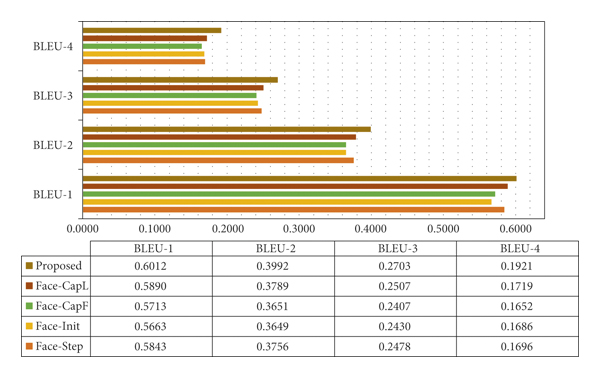 BLEU-4
BLEU-3
BLEU-2
BLEU-1
0.0000 0.1000 0.2000 0.3000 0.4000 0.5000 0.6000
BLEU-1 BLEU-2 BLEU-3 BLEU-4
Proposed 0.6012 0.3992 0.2703 0.1921
Face-CapL 0.5890 0.3789 0.2507 0.1719
Face-CapF 0.5713 0.3651 0.2407 0.1652
Face-Init 0.5663 0.3649 0.2430 0.1686
Face-Step 0.5843 0.3756 0.2478 0.1696